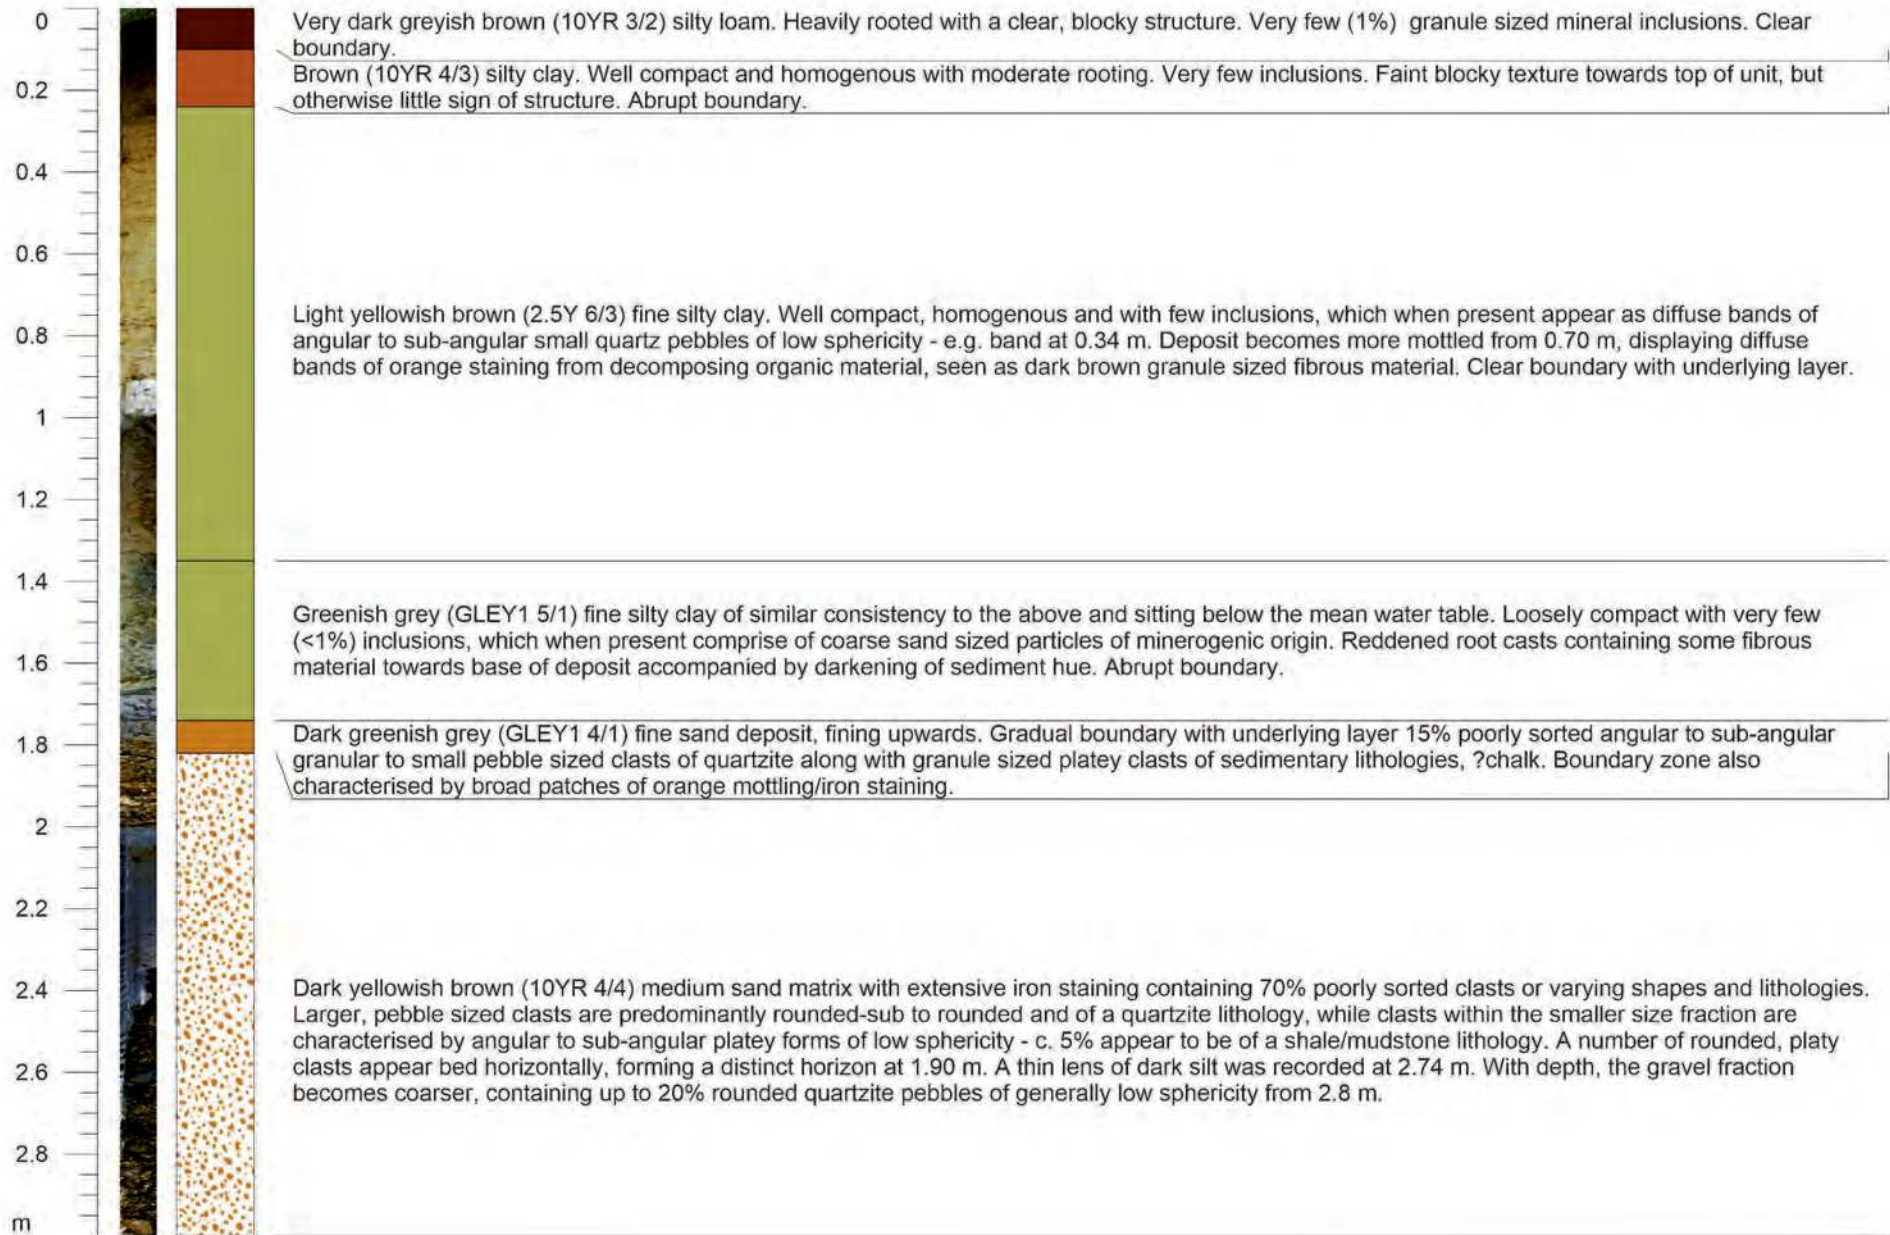 0
Very dark greyish brown (10YR 3/2) silty loam. Heavily rooted with a clear, blocky structure. Very few (1%) granule sized mineral inclusions. Clear
boundary.
Brown (10YR 4/3) silty clay. Well compact and homogenous with moderate rooting. Very few inclusions. Faint blocky texture towards top of unit, but
0.2
otherwise little sign of structure. Abrupt boundary.
0.4
0.6
Light yellowish brown (2.5Y 6/3) fine silty clay. Well compact, homogenous and with few inclusions, which when present appear as diffuse bands of
0.8
angular to sub-angular small quartz pebbles of low sphericity - e.g. band at 0.34 m. Deposit becomes more mottled from 0.70 m, displaying diffuse
bands of orange staining from decomposing organic material, seen as dark brown granule sized fibrous material. Clear boundary with underlying layer.
1
1.2
1.4
Greenish grey (GLEY1 5/1) fine silty clay of similar consistency to the above and sitting below the mean water table. Loosely compact with very few
(<1%) inclusions, which when present comprise of coarse sand sized particles of minerogenic origin. Reddened root casts containing some fibrous
1.6
material towards base of deposit accompanied by darkening of sediment hue. Abrupt boundary.
Dark greenish grey (GLEY1 4/1) fine sand deposit, fining upwards. Gradual boundary with underlying layer 15% poorly sorted angular to sub-angular
1.8
granular to small pebble sized clasts of quartzite along with granule sized platey clasts of sedimentary lithologies, ?chalk. Boundary zone also
characterised by broad patches of orange mottling/iron staining.
2
2.2
2.4
Dark yellowish brown (10YR 4/4) medium sand matrix with extensive iron staining containing 70% poorly sorted clasts or varying shapes and lithologies.
Larger, pebble sized clasts are predominantly rounded-sub to rounded and of a quartzite lithology, while clasts within the smaller size fraction are
characterised by angular to sub-angular platey forms of low sphericity - c. 5% appear to be of a shale/mudstone lithology. A number of rounded, platy
2.6
clasts appear bed horizontally, forming a distinct horizon at 1.90 m. A thin lens of dark silt was recorded at 2.74 m. With depth, the gravel fraction
becomes coarser, containing up to 20% rounded quartzite pebbles of generally low sphericity from 2.8 m.
2.8
m